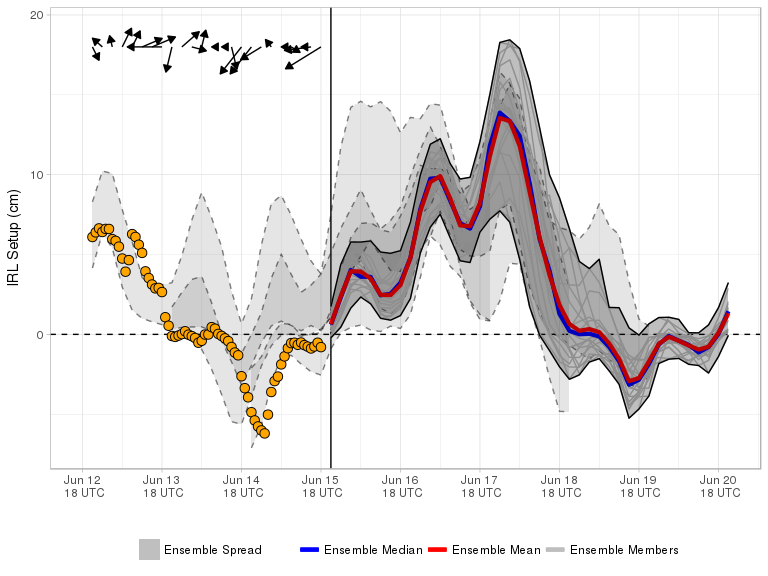 20
10
0
IRL Setup (cm)
Jun 12 Jun 13 Jun 14 Jun 15 Jun 16 Jun 17 Jun 18 Jun 19 Jun 20
18 UTC 18 UTC 18 UTC 18 UTC 18 UTC 18 UTC 18 UTC 18 UTC 18 UTC
Ensemble Spread Ensemble Median Ensemble Mean Ensemble Members